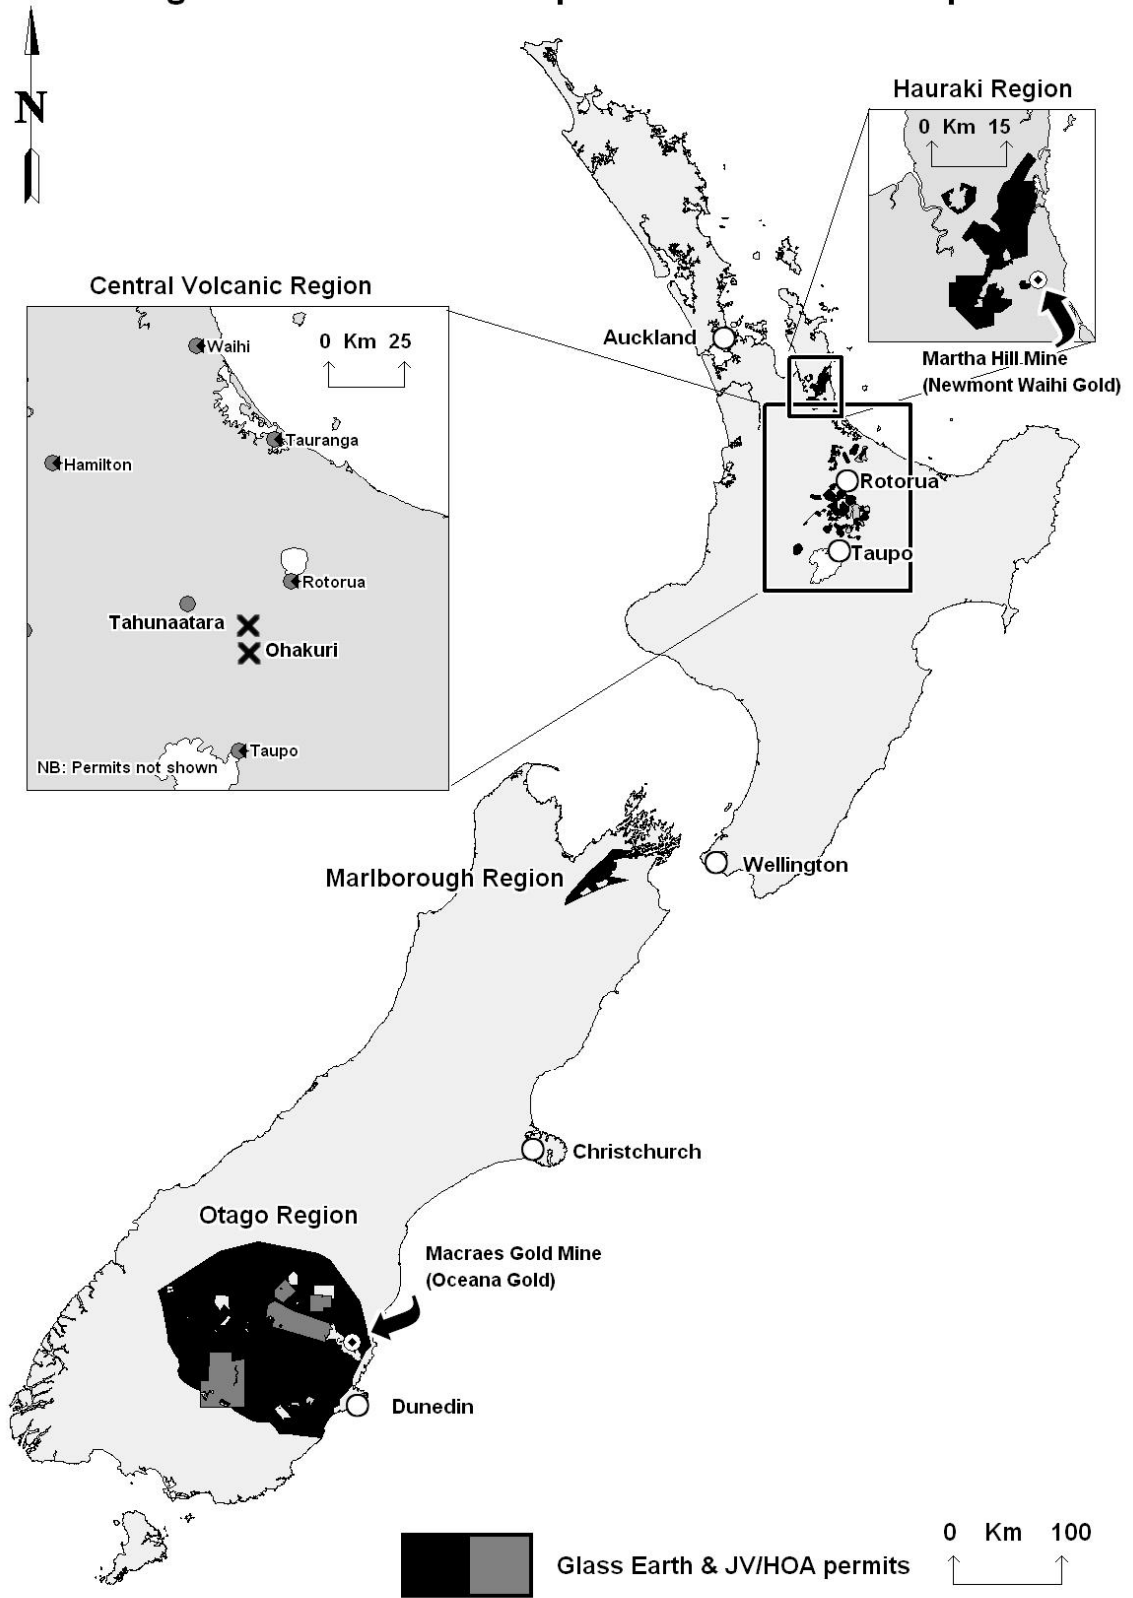 N
Hauraki Region
0 Km 15
Central Volcanic Region
0 Km 25
Waihi
Auckland
Martha Hill Mine
(Newmont Waihi Gold)
Tauranga
Hamilton
Rotorua
Taupo
Rotorua
Tahunaatara
Ohakuri
Taupo
NB: Permits not shown
Wellington
Marlborough Region
Christchurch
Otago Region
Macraes Gold Mine
(Oceana Gold)
Dunedin
0 Km 100
Glass Earth & JV/HOA permits